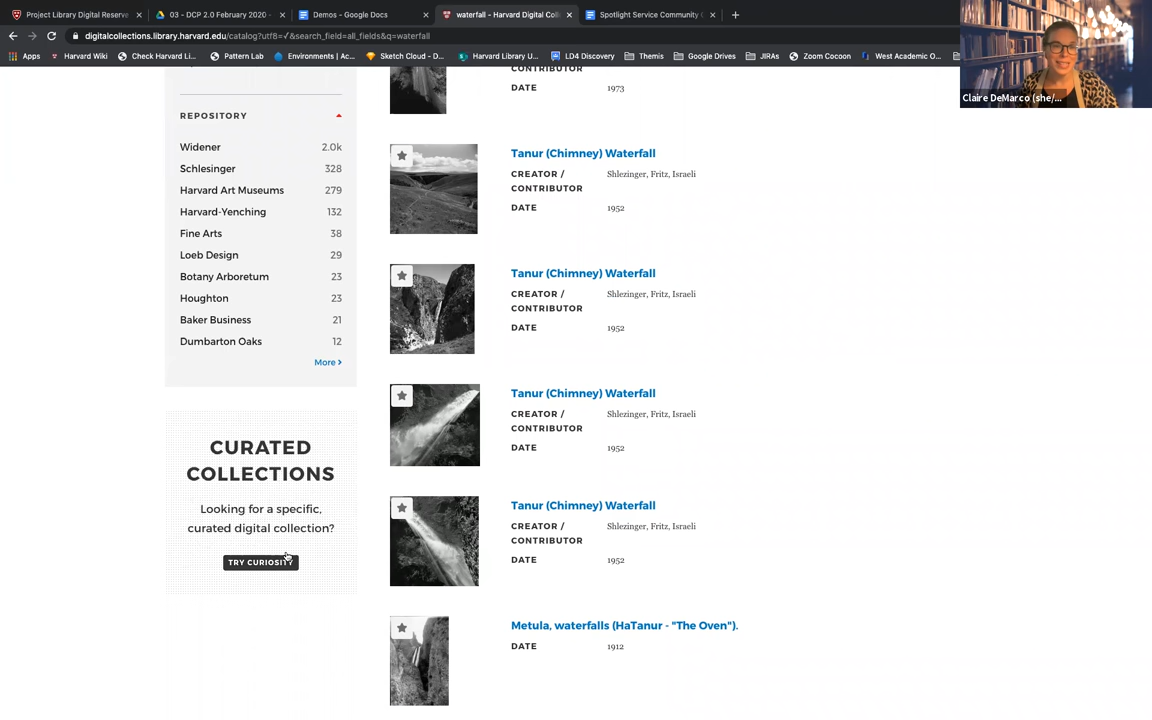 Project Library Digital Reserve
03 - DCP 2.0 February 2020 -
Demos - Google Docs
waterfall - Harvard Digital Coll
Spotlight Service Community
digitalcollections.library.harvard.edu/catalog?utf8=✓&search_field=all_fields&q=waterfall
Apps
Harvard Wiki
Check Harvard Li...
Pattern Lab
Environments | Ac...
Sketch Cloud - D...
Harvard Library U...
LD4 Discovery
Themis
Google Drives
JIRAs
Zoom Cocoon
West Academic O...
Claire DeMarco (she/...
REPOSITORY
Widener 2.0k
Schlesinger 328
Harvard Art Museums 279
Harvard-Yenching 132
Fine Arts 38
Loeb Design 29
Botany Arboretum 23
Houghton 23
Baker Business 21
Dumbarton Oaks 12
More
CURATED
COLLECTIONS
Looking for a specific,
curated digital collection?
TRY CURIOSITY
CONTRIBUTOR
DATE 1973
Tanur (Chimney) Waterfall
CREATOR / Shlezinger, Fritz, Israeli
CONTRIBUTOR
DATE 1952
Tanur (Chimney) Waterfall
CREATOR / Shlezinger, Fritz, Israeli
CONTRIBUTOR
DATE 1952
Tanur (Chimney) Waterfall
CREATOR / Shlezinger, Fritz, Israeli
CONTRIBUTOR
DATE 1952
Tanur (Chimney) Waterfall
CREATOR / Shlezinger, Fritz, Israeli
CONTRIBUTOR
DATE 1952
Metula, waterfalls (HaTanur - "The Oven").
DATE 1912